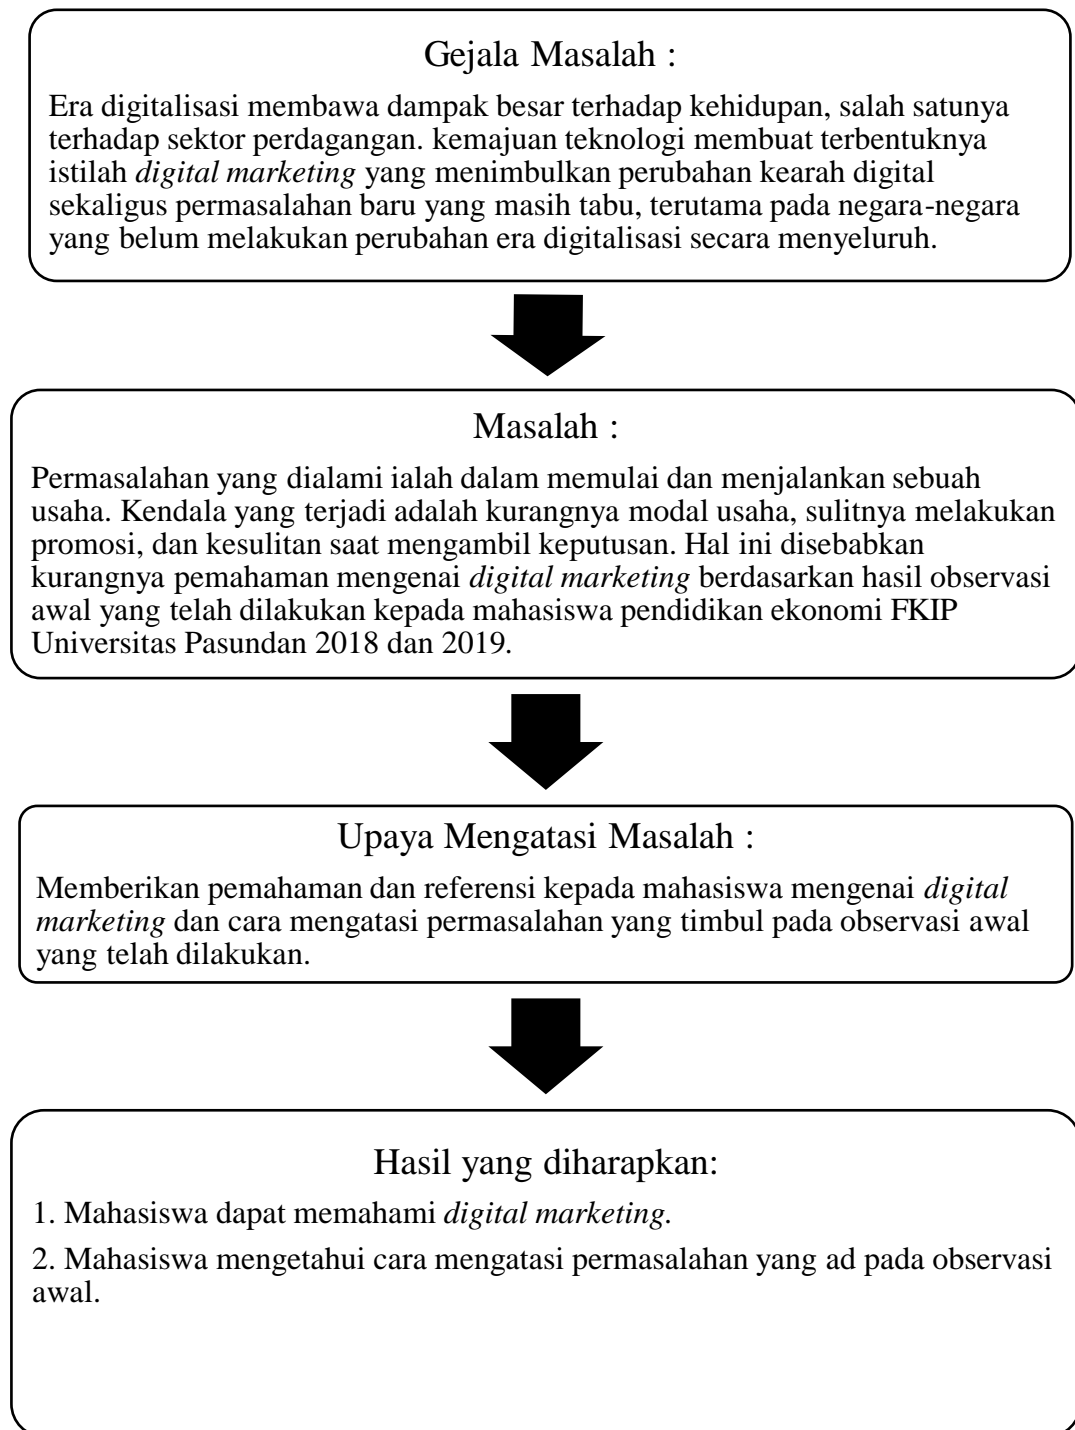 Gejala Masalah :
Era digitalisasi membawa dampak besar terhadap kehidupan, salah satunya
terhadap sektor perdagangan. kemajuan teknologi membuat terbentuknya
istilah digital marketing yang menimbulkan perubahan kearah digital
sekaligus permasalahan baru yang masih tabu, terutama pada negara-negara
yang belum melakukan perubahan era digitalisasi secara menyeluruh.
Masalah :
Permasalahan yang dialami ialah dalam memulai dan menjalankan sebuah
usaha. Kendala yang terjadi adalah kurangnya modal usaha, sulitnya melakukan
promosi, dan kesulitan saat mengambil keputusan. Hal ini disebabkan
kurangnya pemahaman mengenai digital marketing berdasarkan hasil observasi
awal yang telah dilakukan kepada mahasiswa pendidikan ekonomi FKIP
Universitas Pasundan 2018 dan 2019.
Upaya Mengatasi Masalah :
Memberikan pemahaman dan referensi kepada mahasiswa mengenai digital
marketing dan cara mengatasi permasalahan yang timbul pada observasi awal
yang telah dilakukan.
Hasil yang diharapkan:
1. Mahasiswa dapat memahami digital marketing.
2. Mahasiswa mengetahui cara mengatasi permasalahan yang ad pada observasi
awal.